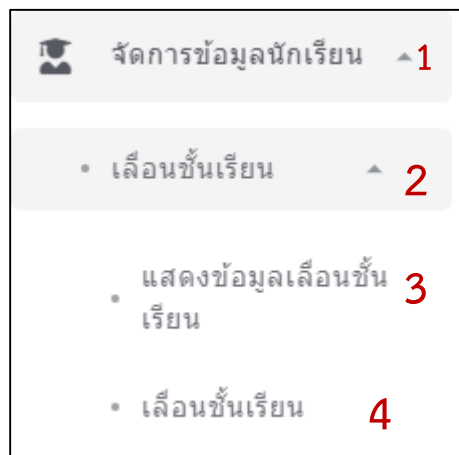 จัดการข้อมูลนักเรียน 1
เลื่อนชั้นเรียน 2
แสดงข้อมูลเลื่อนชั้น 3
เรียน
เลื่อนชั้นเรียน 4